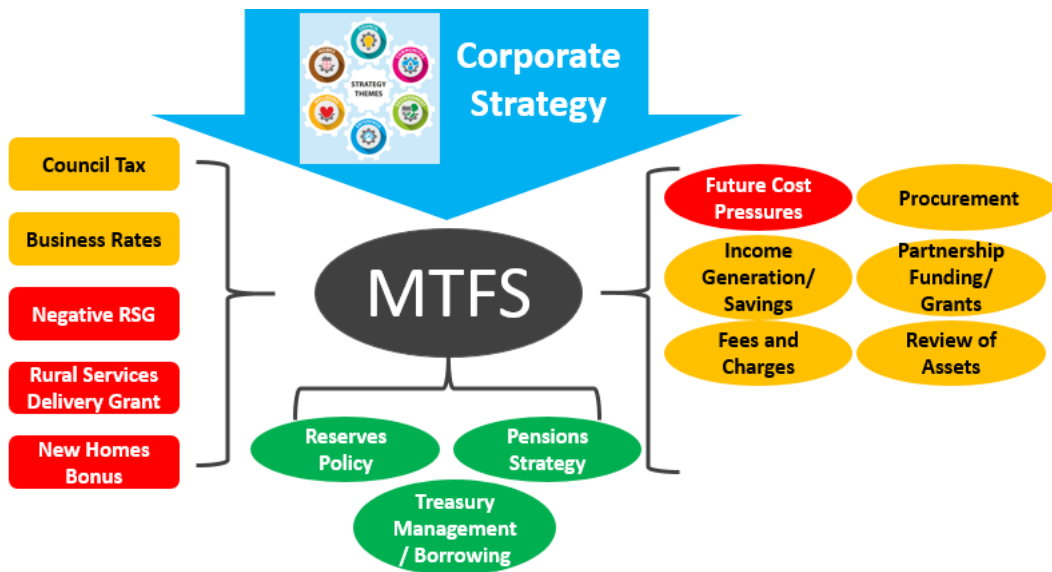 Corporate
Strategy
STRATEGY
THEMES
Council Tax
Business Rates
Negative RSG
Rural Services
Delivery Grant
New Homes
Bonus
MTFS
Future Cost
Pressures
Procurement
Income
Generation/
Savings
Partnership
Funding/
Grants
Fees and
Charges
Review of
Assets
Reserves
Policy
Pensions
Strategy
Treasury
Management
/ Borrowing